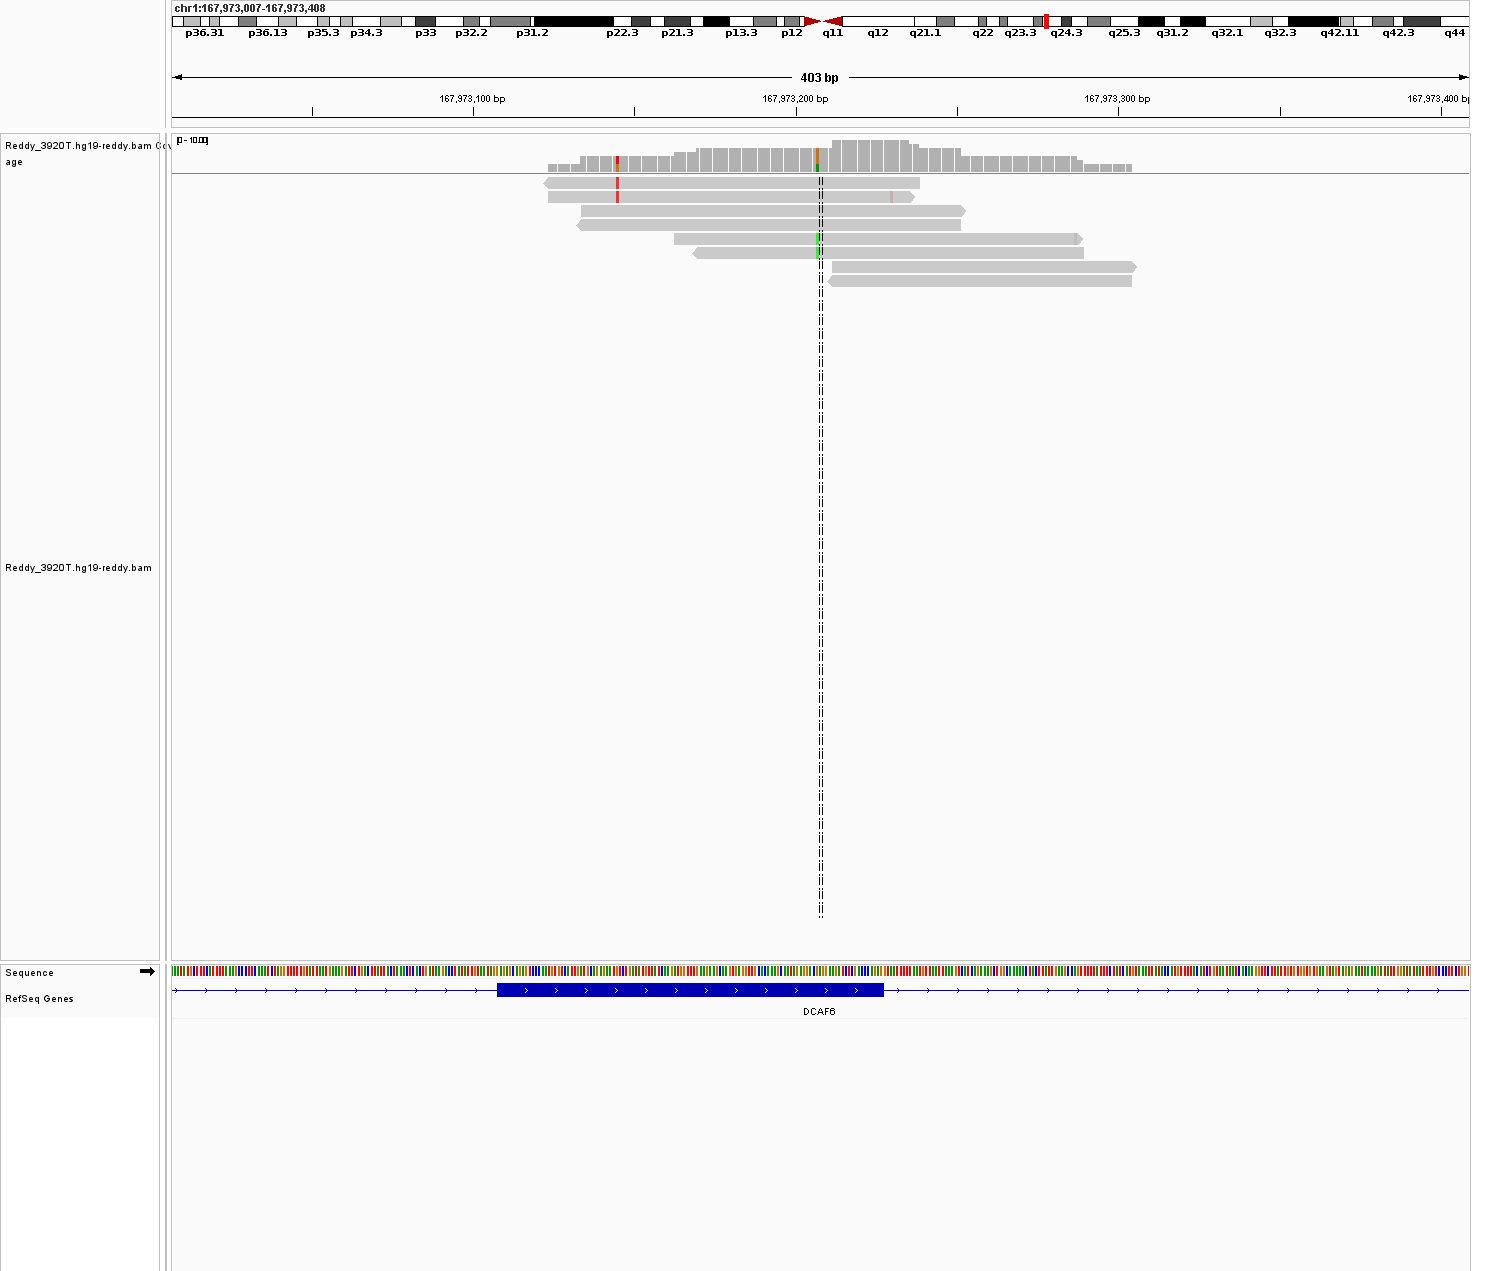 chr1:167,973,007-167,973,408
p36.31 p36.13 p35.3 p34.3 p33 p32.2 p31.2 p22.3 p21.3 p13.3 p12 q11 q12 q21.1 q22 q23.3 q24.3 q25.3 q31.2 q32.1 q32.3 q42.11 q42.3 q44
403 bp
167,973,100 bp 167,973,200 bp 167,973,300 bp 167,973,400 bp
[0 - 10.00]
Reddy_3920T.hg19-reddy.bam Cov
age
Reddy_3920T.hg19-reddy.bam
Sequence
RefSeq Genes
DCAF6